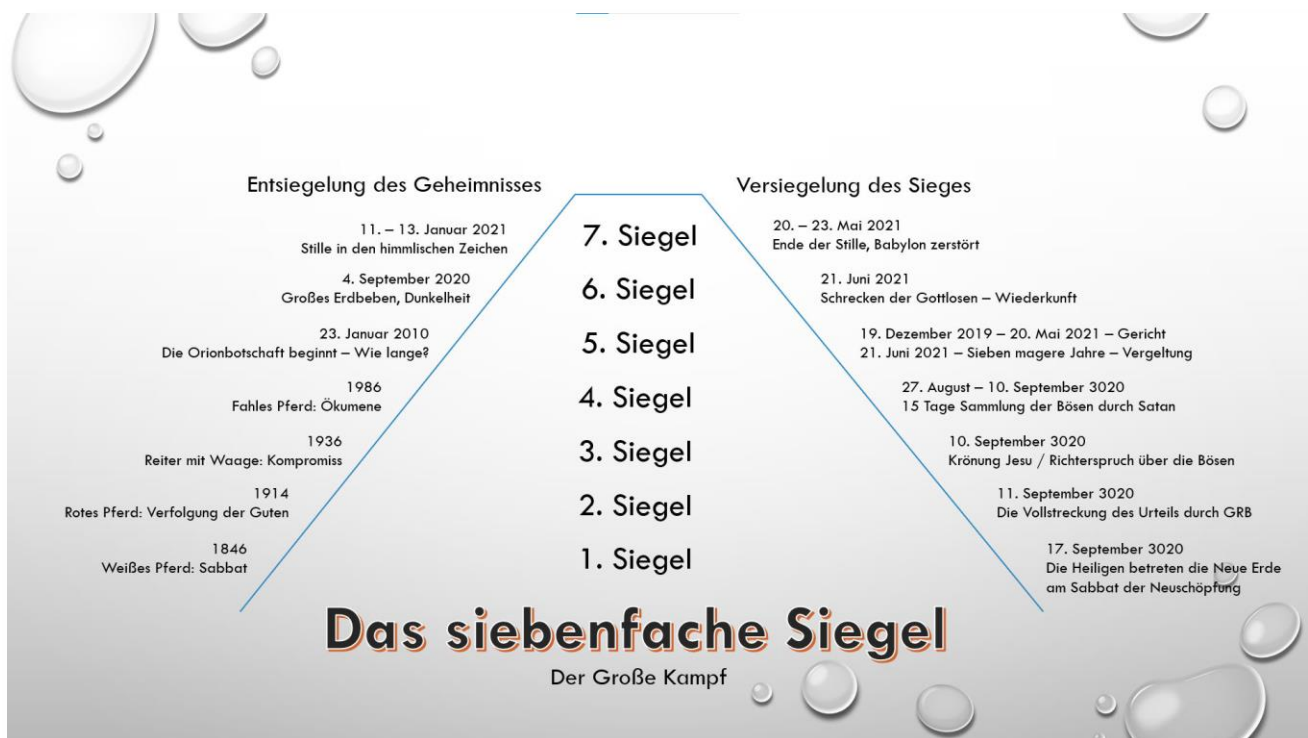 Entsiegelung des Geheimnisses
11. – 13. Januar 2021
Stille in den himmlischen Zeichen
4. September 2020
Großes Erdbeben, Dunkelheit
23. Januar 2010
Die Orionbotschaft beginnt – Wie lange?
1986
Fahles Pferd: Ökumene
1936
Reiter mit Waage: Kompromiss
1914
Rotes Pferd: Verfolgung der Guten
1846
Weißes Pferd: Sabbat
7. Siegel
6. Siegel
5. Siegel
4. Siegel
3. Siegel
2. Siegel
1. Siegel
Versiegelung des Sieges
20. – 23. Mai 2021
Ende der Stille, Babylon zerstört
21. Juni 2021
Schrecken der Gottlosen – Wiederkunft
19. Dezember 2019 – 20. Mai 2021 – Gericht
21. Juni 2021 – Sieben magere Jahre – Vergeltung
27. August – 10. September 3020
15 Tage Sammlung der Bösen durch Satan
10. September 3020
Krönung Jesu / Richterspruch über die Bösen
11. September 3020
Die Vollstreckung des Urteils durch GRB
17. September 3020
Die Heiligen betreten die Neue Erde
am Sabbat der Neuschöpfung
Das siebenfache Siegel
Der Große Kampf